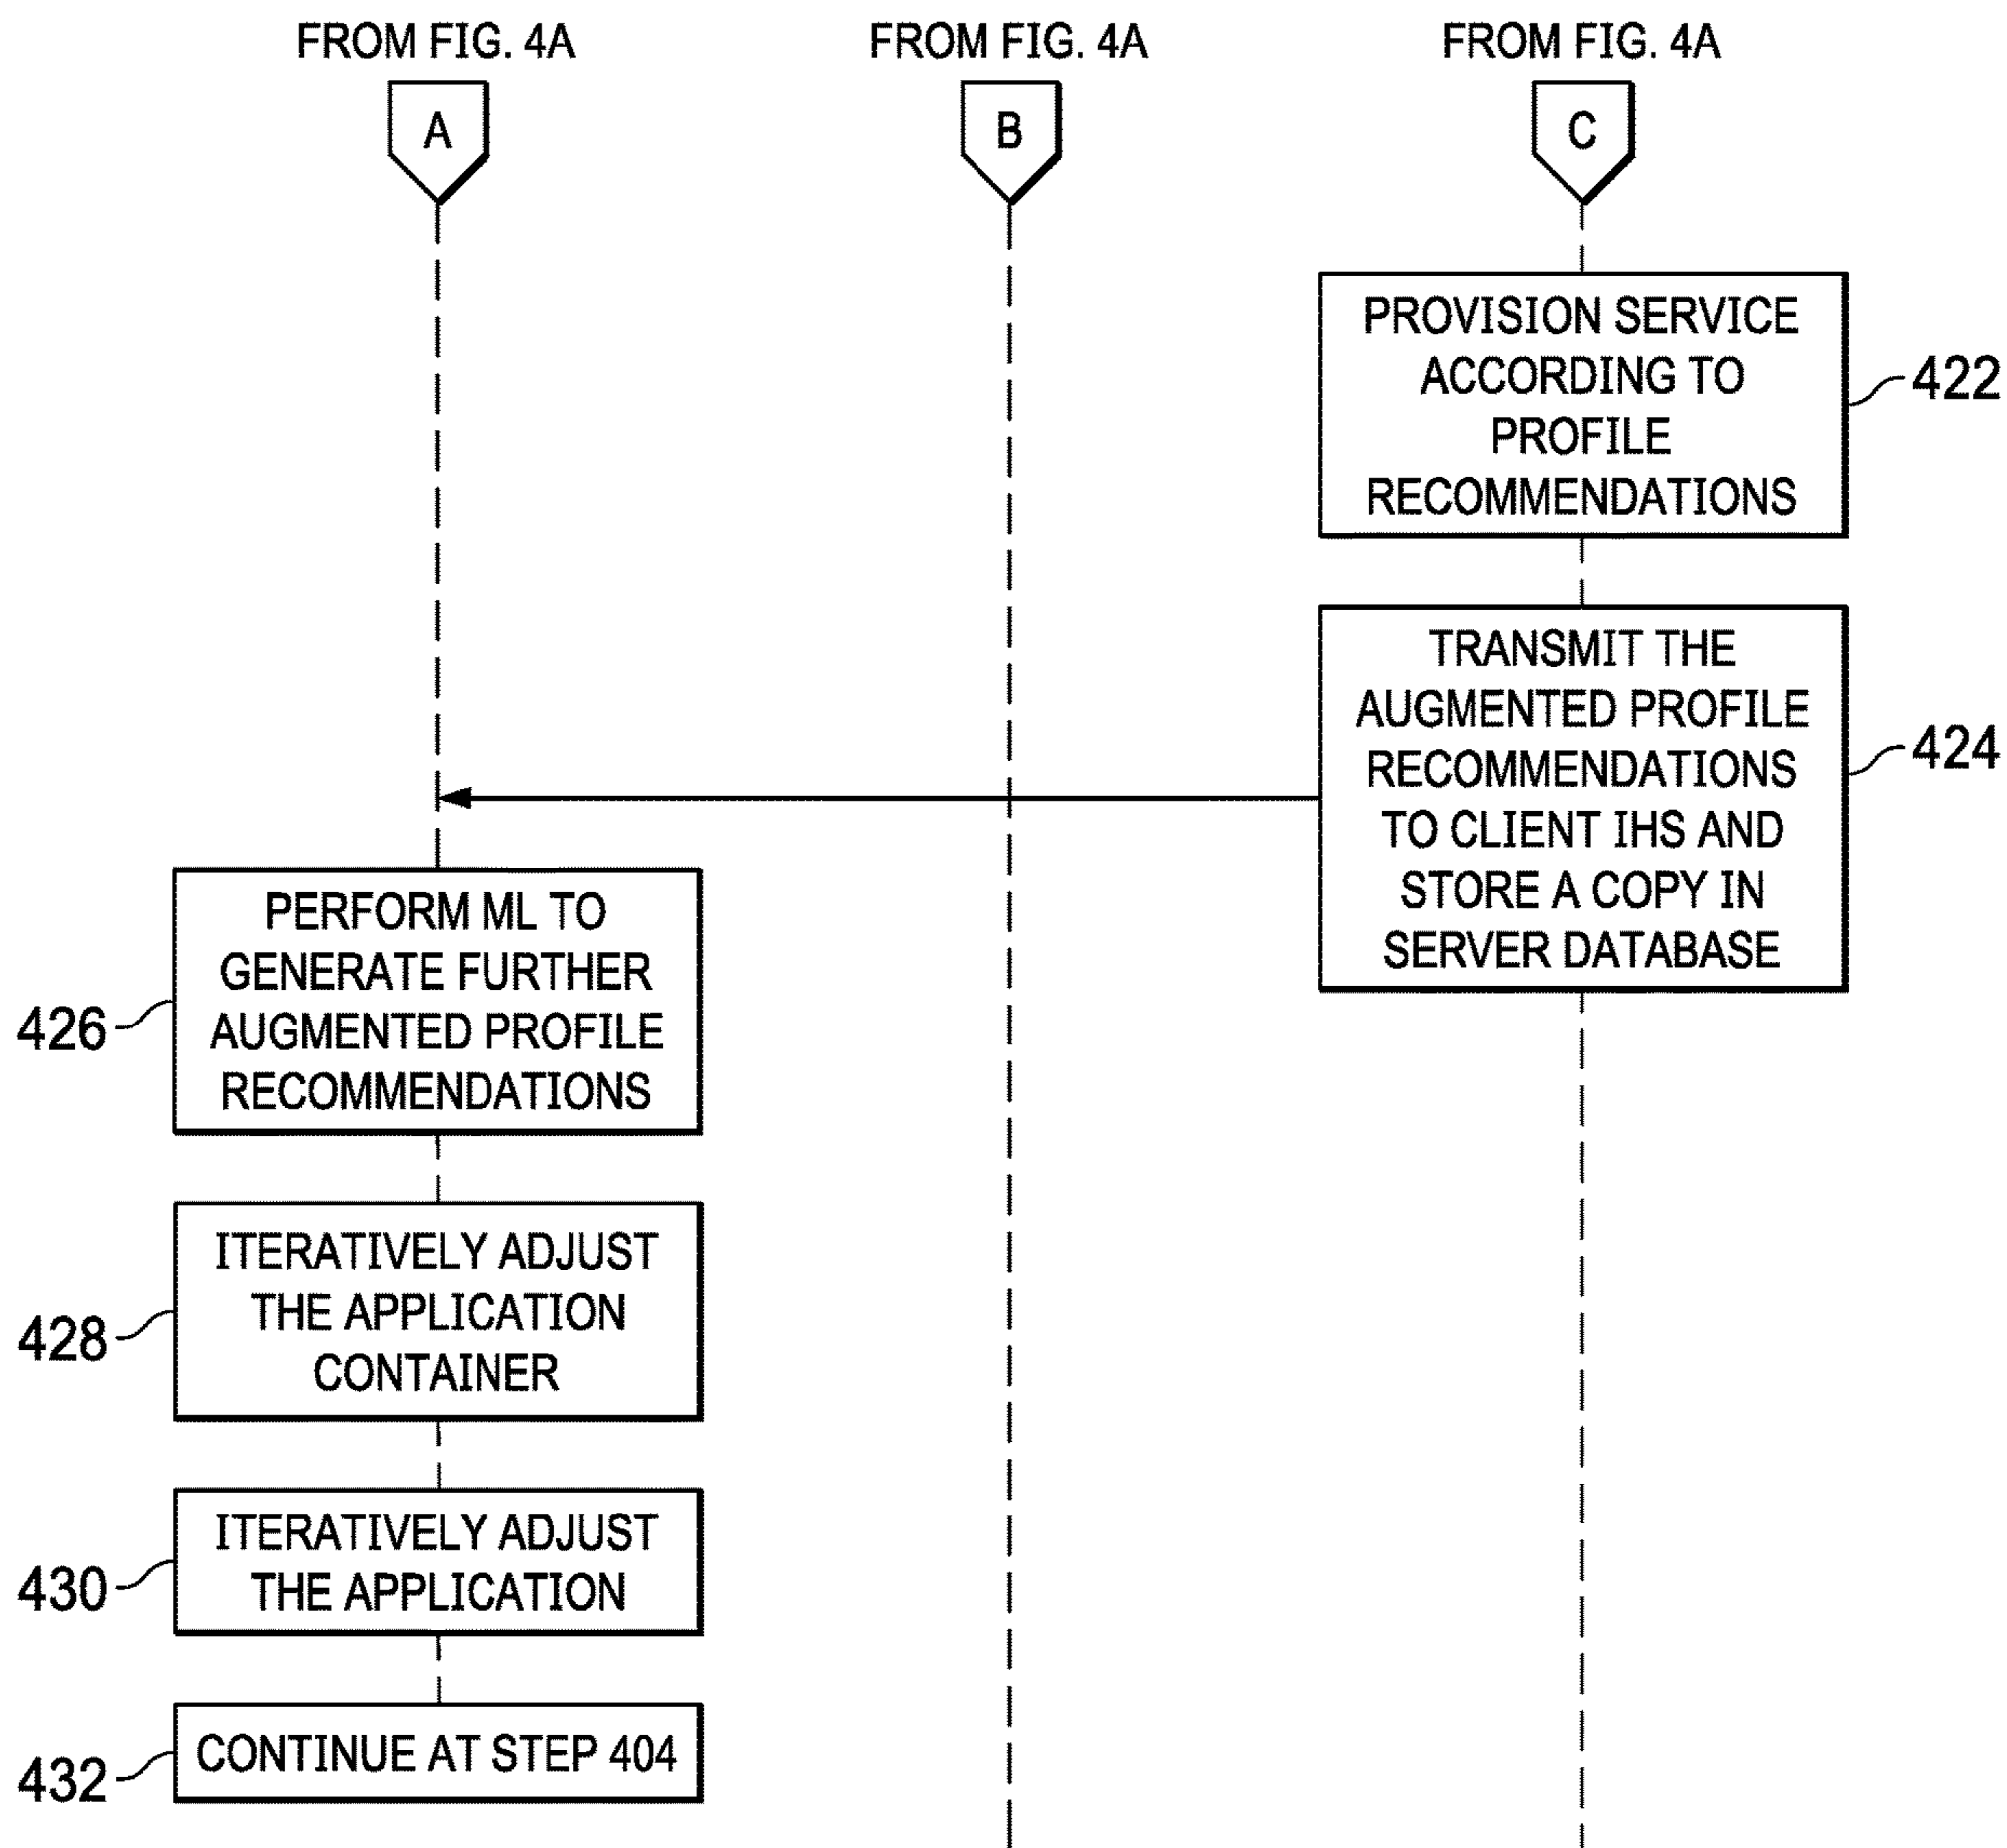 FROM FIG. 4A
FROM FIG. 4A
FROM FIG. 4A
A
B
C
PROVISION SERVICE
ACCORDING TO
PROFILE
RECOMMENDATIONS
422
TRANSMIT THE
AUGMENTED PROFILE
RECOMMENDATIONS
TO CLIENT IHS AND
STORE A COPY IN
SERVER DATABASE
424
PERFORM ML TO
GENERATE FURTHER
AUGMENTED PROFILE
RECOMMENDATIONS
426
ITERATIVELY ADJUST
THE APPLICATION
CONTAINER
428
ITERATIVELY ADJUST
THE APPLICATION
430
CONTINUE AT STEP 404
432